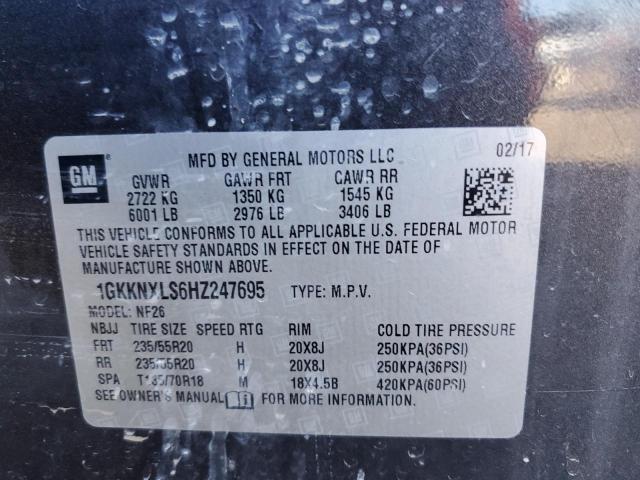 GM
MFD BY GENERAL MOTORS LLC 02/17
GVWR GAWR FRT CAWR RR
2722 KG 1350 KG 1545 KG
6001 LB 2976 LB 3406 LB
THIS VEHICLE CONFORMS TO ALL APPLICABLE U.S. FEDERAL MOTOR
VEHICLE SAFETY STANDARDS IN EFFECT ON THE DATE OF
MANUFACTURE SHOWN ABOVE.
1GKKNXLS6HZ247695 TYPE: M.P.V.
MODEL: NF26
NBJJ TIRE SIZE SPEED RTG RIM COLD TIRE PRESSURE
FRT 235/55R20 H 20X8J 250KPA(36PSI)
RR 235/55R20 H 20X8J 250KPA(36PSI)
SPA T135/70R18 M 18X4.5B 420KPA(60PSI)
SEE OWNER'S MANUAL FOR MORE INFORMATION.